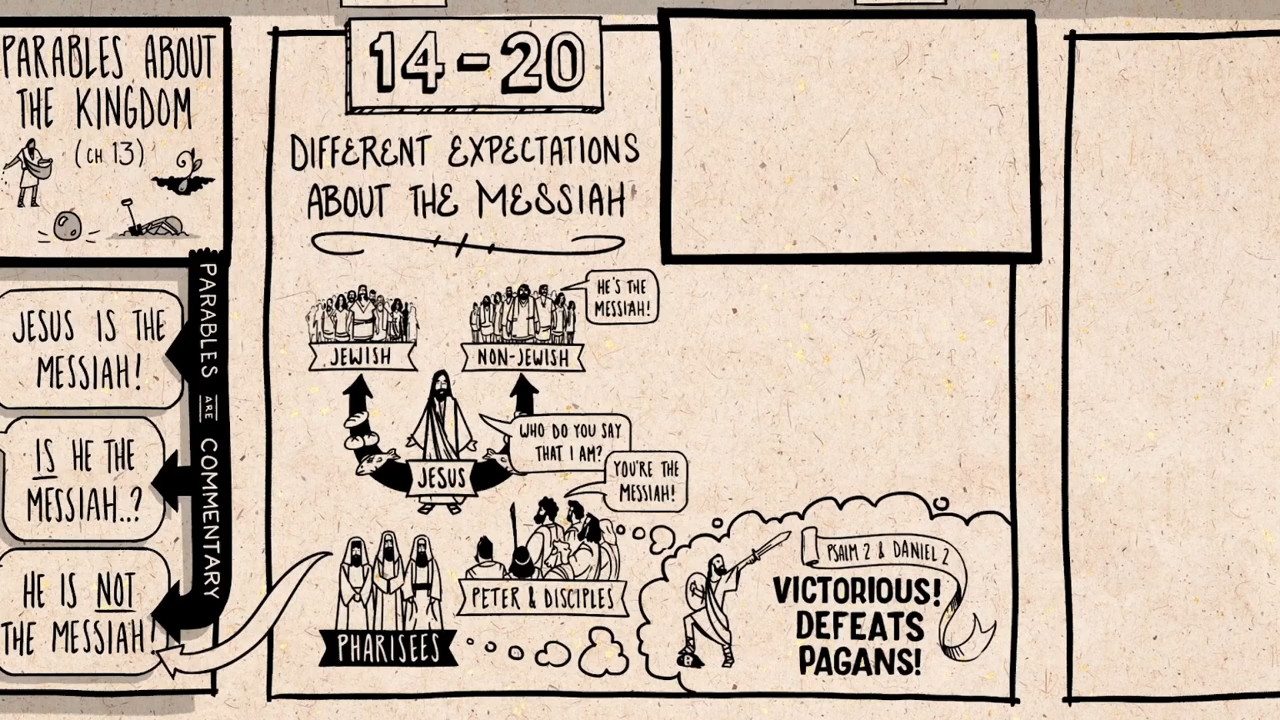 PARABLES ABOUT
THE KINGDOM
(CH 13)
PARABLES ARE COMMENTARY
JESUS IS THE
MESSIAH!
IS HE THE
MESSIAH..?
HE IS NOT
THE MESSIAH!
14-20
DIFFERENT EXPECTATIONS
ABOUT THE MESSIAH
JEWISH
NON-JEWISH
HE'S THE
MESSIAH!
JESUS
WHO DO YOU SAY
THAT I AM?
YOU'RE THE
MESSIAH!
PHARISEES
PETER & DISCIPLES
PSALM 2 & DANIEL 2
VICTORIOUS!
DEFEATS
PAGANS!